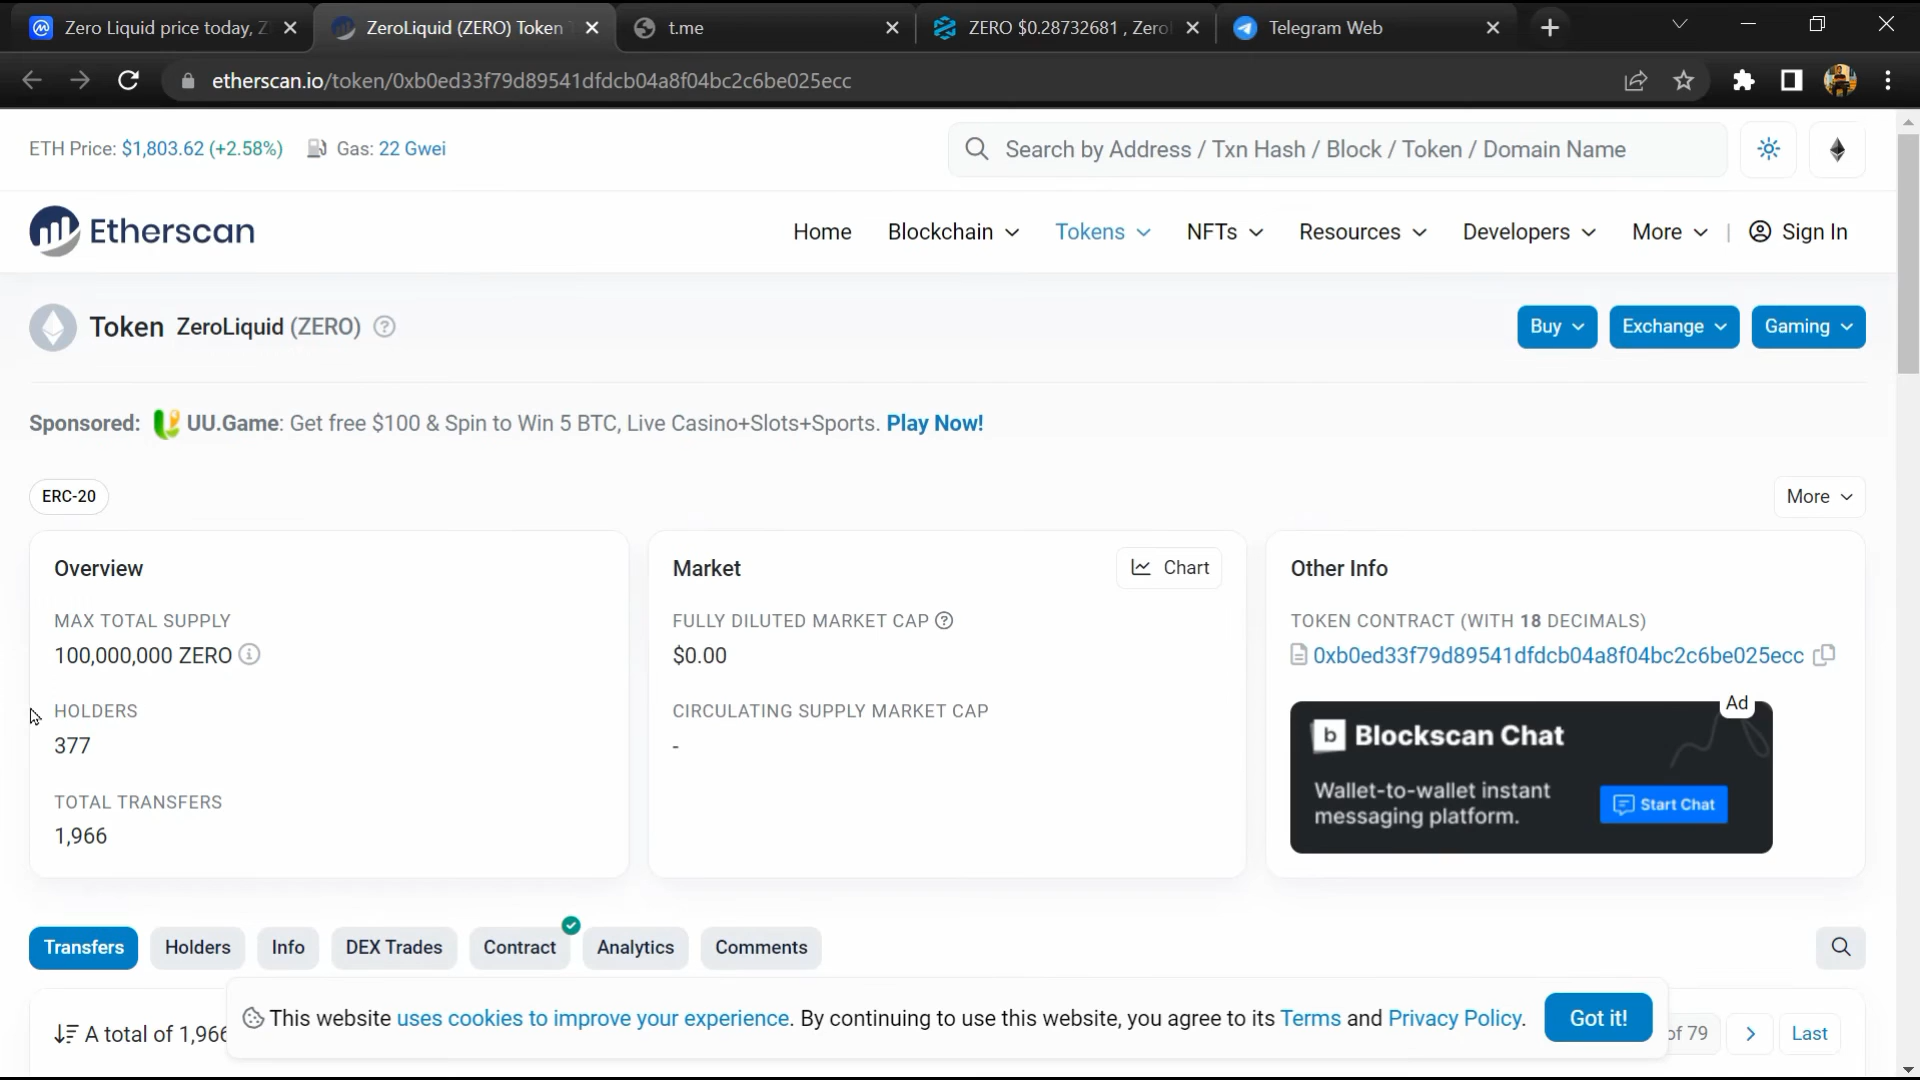 Zero Liquid price today, Z
ZeroLiquid (ZERO) Token
t.me
ZERO $0.28732681 , Zero
Telegram Web
etherscan.io/token/0xb0ed33f79d89541dfdcb04a8f04bc2c6be025ecc
ETH Price: $1,803.62 (+2.58%) Gas: 22 Gwei
Search by Address / Txn Hash / Block / Token / Domain Name
Etherscan
Home Blockchain Tokens NFTs Resources Developers More | Sign In
Token ZeroLiquid (ZERO)
Buy Exchange Gaming
Sponsored: UU.Game: Get free $100 & Spin to Win 5 BTC, Live Casino+Slots+Sports. Play Now!
ERC-20
More
Overview
MAX TOTAL SUPPLY
100,000,000 ZERO
HOLDERS
377
TOTAL TRANSFERS
1,966
Market
Chart
FULLY DILUTED MARKET CAP
$0.00
CIRCULATING SUPPLY MARKET CAP
-
Other Info
TOKEN CONTRACT (WITH 18 DECIMALS)
0xb0ed33f79d89541dfdcb04a8f04bc2c6be025ecc
Ad
b Blockscan Chat
Wallet-to-wallet instant
messaging platform.
Start Chat
Transfers Holders Info DEX Trades Contract Analytics Comments
A total of 1,966
This website uses cookies to improve your experience. By continuing to use this website, you agree to its Terms and Privacy Policy.
Got it!
of 79
Last